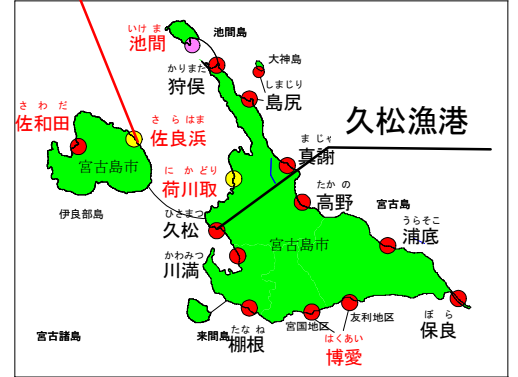 いけ ま
池間
池間島
大神島
かりまた
狩俣
しまじり
島尻
久松漁港
さ わ だ
佐和田
さ ら はま
佐良浜
宮古島市
ま じゃ
真謝
に か どり
荷川取
たか の
高野
宮古島
伊良部島
ひさまつ
久松
うらそこ
浦底
宮古島市
かわみつ
川満
ぼ ら
保良
宮古諸島
来間島
たな ね
棚根
宮国地区
友利地区
はくあい
博愛